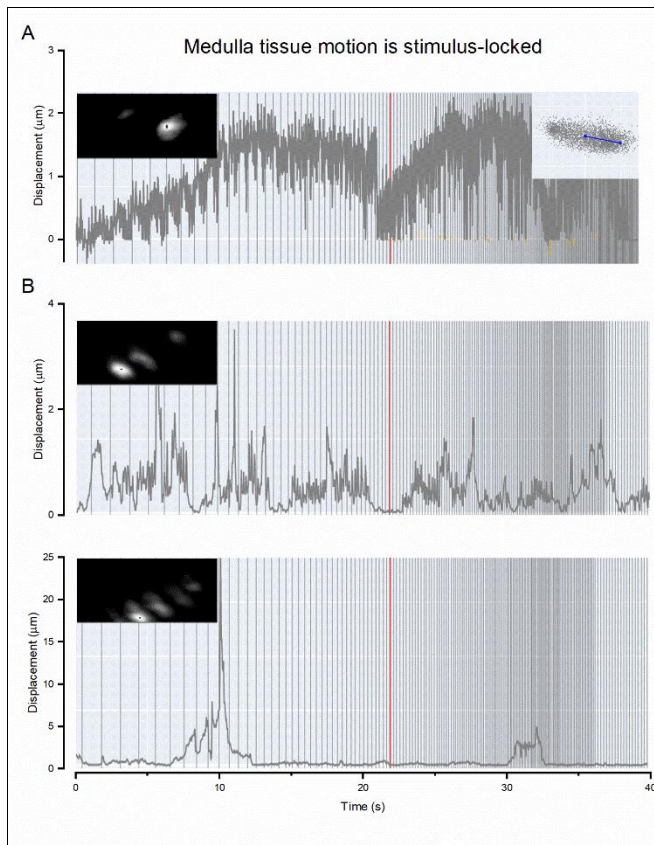 A
Medulla tissue motion is stimulus-locked
3
2
1
0
Displacement (µm)
B
4
2
0
Displacement (µm)
25
20
15
10
5
0
Displacement (µm)
0 10 20 30 40
Time (s)